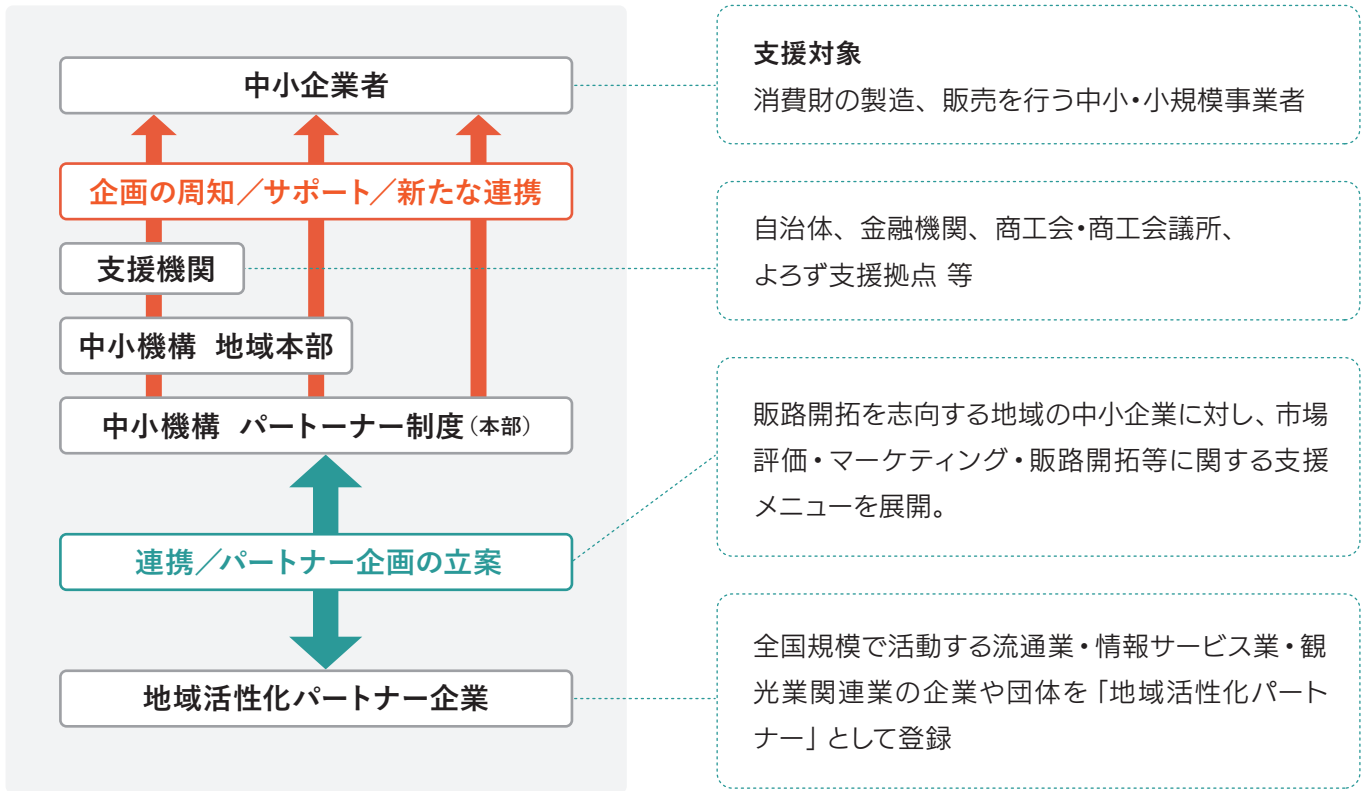 中小企業者
企画の周知／サポート／新たな連携
支援機関
中小機構 地域本部
中小機構 パートーナー制度（本部）
連携／パートナー企画の立案
地域活性化パートナー企業
支援対象
消費財の製造、販売を行う中小・小規模事業者
自治体、金融機関、商工会・商工会議所、
よろず支援拠点 等
販路開拓を志向する地域の中小企業に対し、市場
評価・マーケティング・販路開拓等に関する支援
メニューを展開。
全国規模で活動する流通業・情報サービス業・観
光業関連業の企業や団体を「地域活性化パート
ナー」として登録